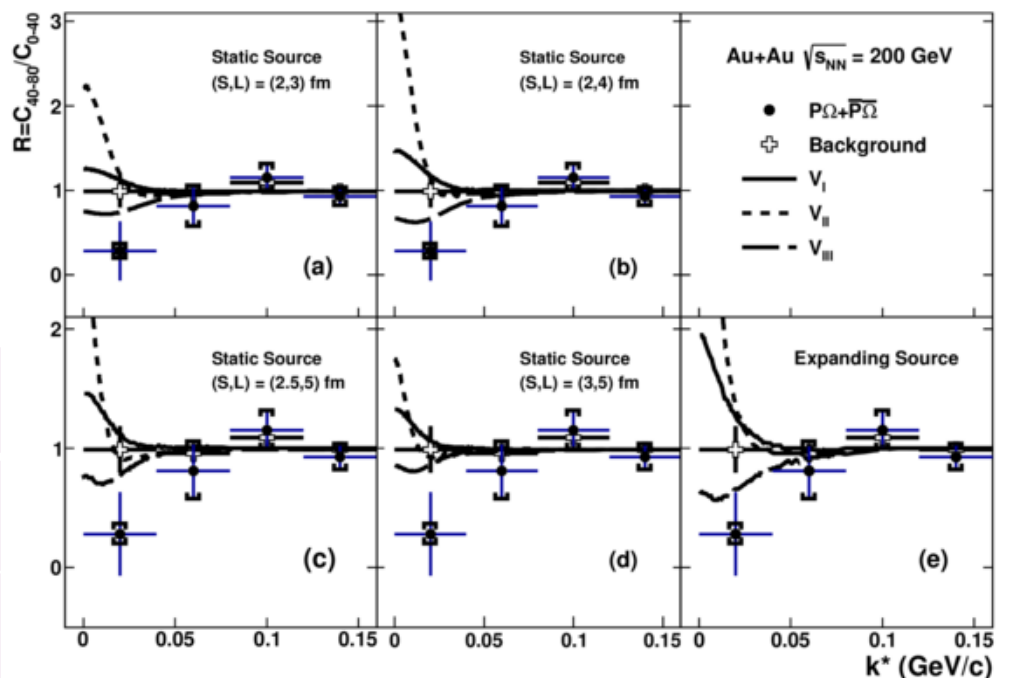 R=C40-80/C0-40
3
2
1
0
Static Source
(S,L) = (2,3) fm
(a)
Static Source
(S,L) = (2,4) fm
(b)
Au+Au √sNN = 200 GeV
PΩ+P̅Ω̅
Background
VI
VII
VIII
2
1
0
Static Source
(S,L) = (2.5,5) fm
(c)
Static Source
(S,L) = (3,5) fm
(d)
Expanding Source
(e)
0 0.05 0.1 0.15 0 0.05 0.1 0.15 0 0.05 0.1 0.15
k* (GeV/c)